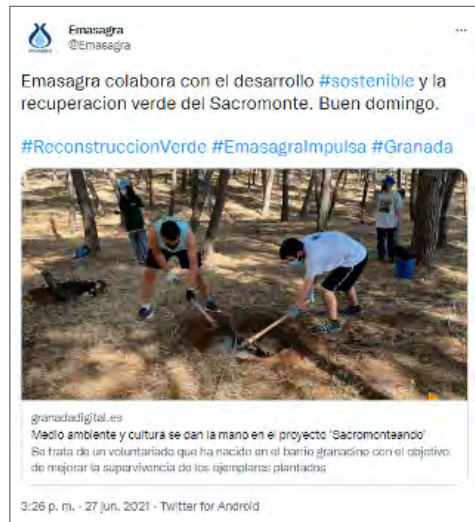 Emasagra
@Emasagra
Emasagra colabora con el desarrollo #sostenible y la
recuperacion verde del Sacromonte. Buen domingo.
#ReconstruccionVerde #EmasagraImpulsa #Granada
granadadigital.es
Medio ambiente y cultura se dan la mano en el proyecto 'Sacromonteando'
Se trata de un voluntariado que ha nacido en el barrio granadino con el objetivo
de mejorar la supervivencia de los ejemplares plantados
3:26 p. m. · 27 jun. 2021 · Twitter for Android